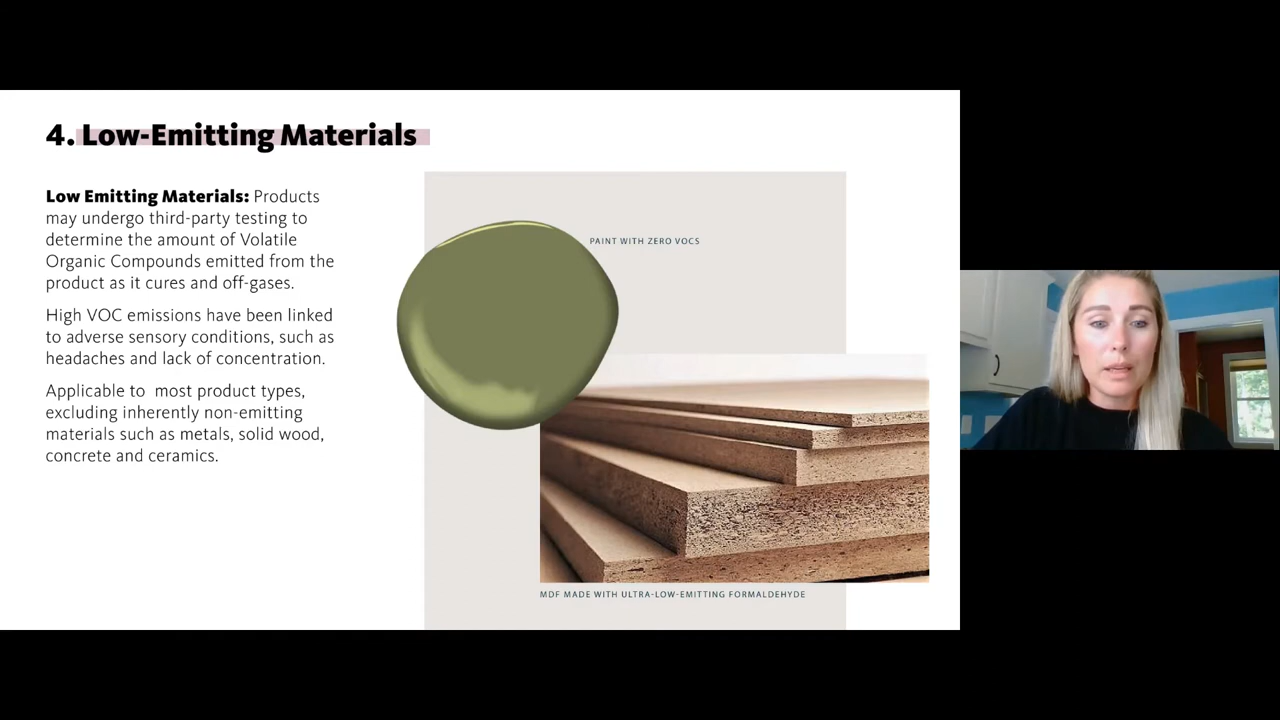 4. Low-Emitting Materials
Low Emitting Materials: Products
may undergo third-party testing to
determine the amount of Volatile
Organic Compounds emitted from the
product as it cures and off-gases.
High VOC emissions have been linked
to adverse sensory conditions, such as
headaches and lack of concentration.
Applicable to  most product types,
excluding inherently non-emitting
materials such as metals, solid wood,
concrete and ceramics.
PAINT WITH ZERO VOCS
MDF MADE WITH ULTRA-LOW-EMITTING FORMALDEHYDE